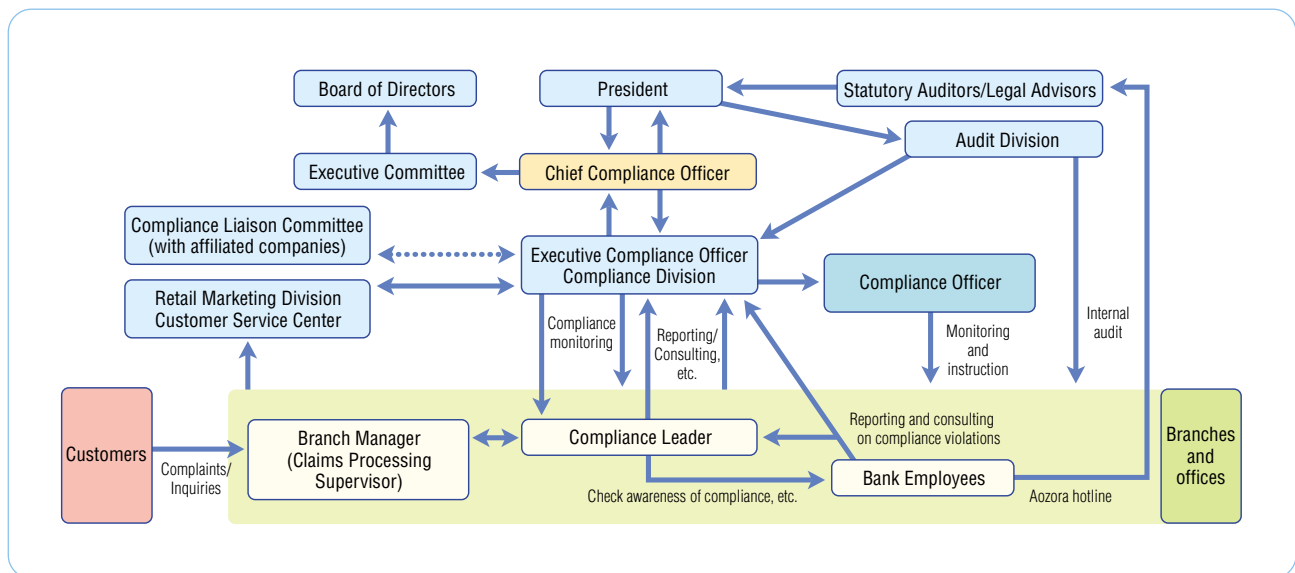 Board of Directors
President
Statutory Auditors/Legal Advisors
Audit Division
Executive Committee
Chief Compliance Officer
Compliance Liaison Committee
(with affiliated companies)
Executive Compliance Officer
Compliance Division
Compliance Officer
Retail Marketing Division
Customer Service Center
Compliance
monitoring
Reporting/
Consulting,
etc.
Monitoring
and
instruction
Internal
audit
Customers
Complaints/
Inquiries
Branch Manager
(Claims Processing
Supervisor)
Compliance Leader
Reporting and consulting
on compliance violations
Branches
and
offices
Check awareness of compliance, etc.
Bank Employees
Aozora hotline